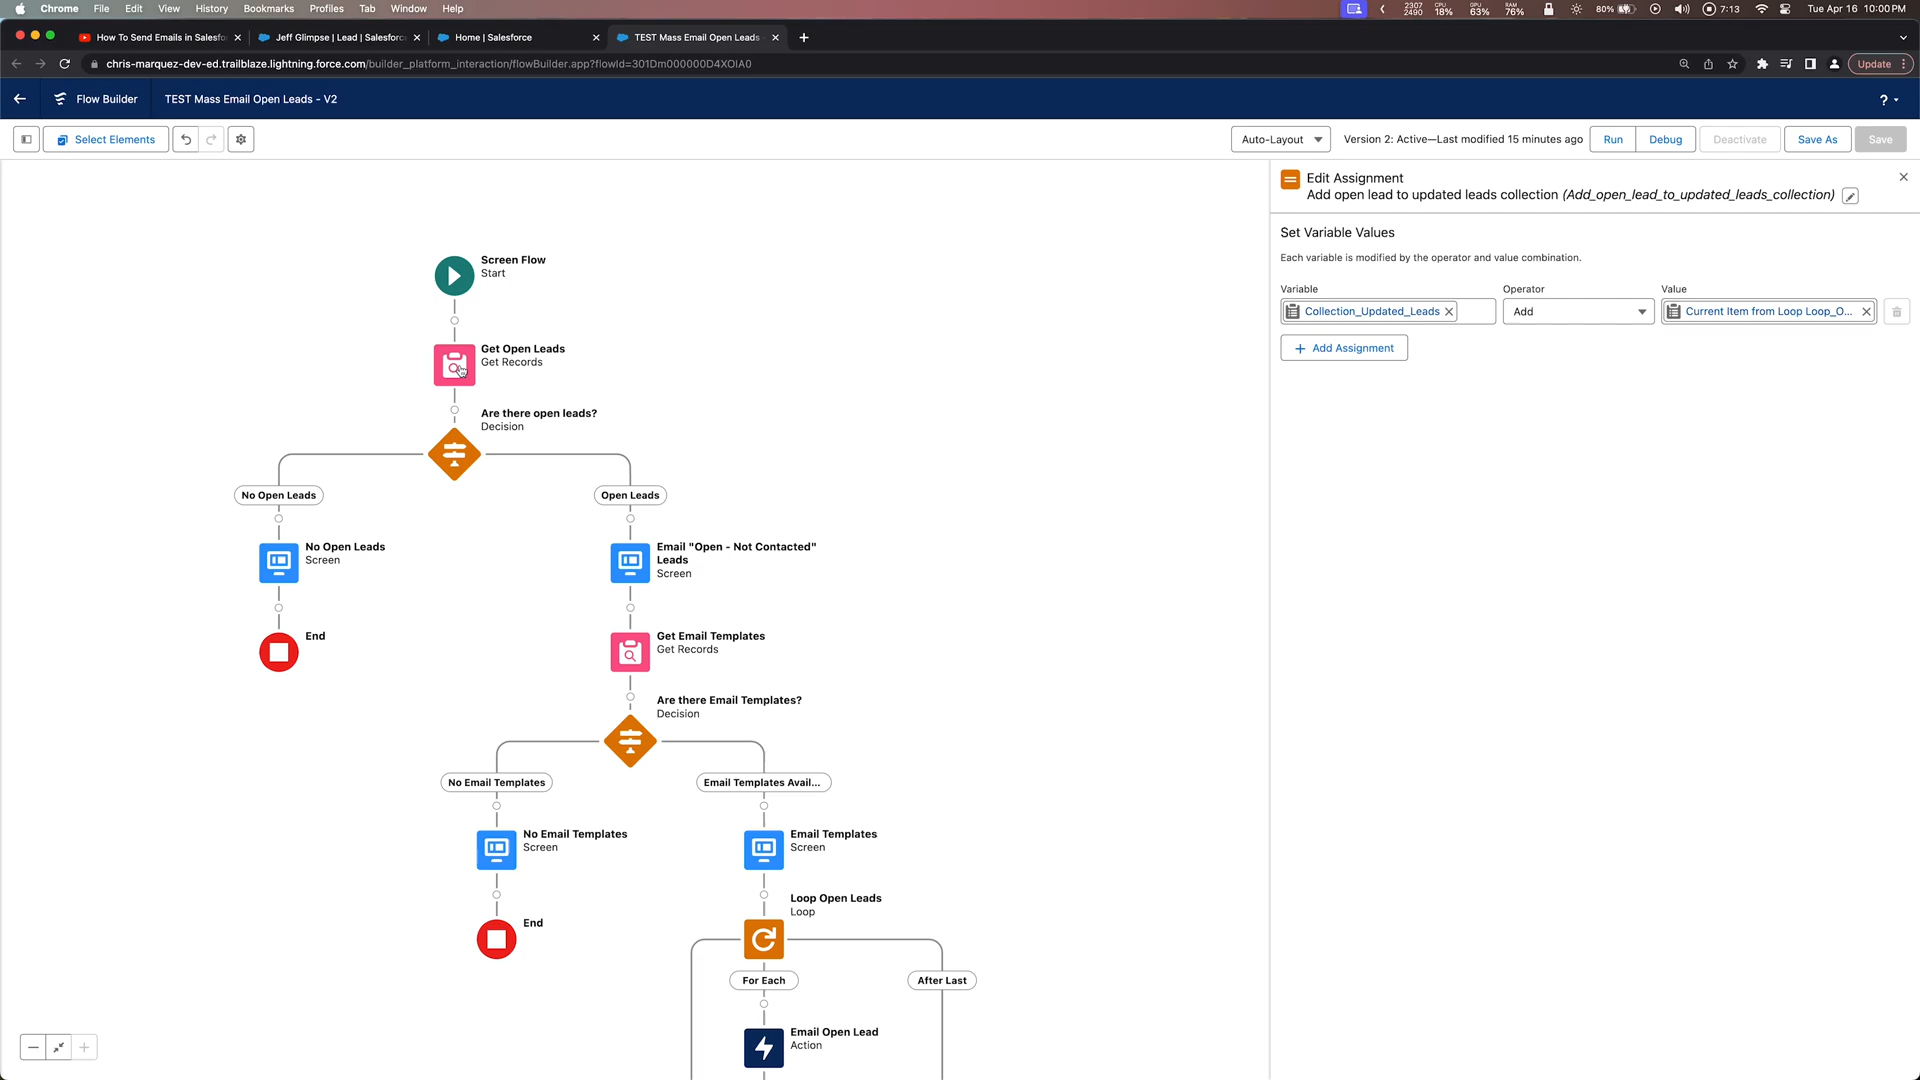 Chrome File Edit View History Bookmarks Profiles Tab Window Help
2307 2490 CPU 18% GPU 63% RAM 76% 80% 7:13 Tue Apr 16 10:00 PM
How To Send Emails in Salesfo Jeff Glimpse | Lead | Salesforc Home | Salesforce TEST Mass Email Open Leads
chris-marquez-dev-ed.trailblaze.lightning.force.com/builder_platform_interaction/flowBuilder.app?flowId=301Dm000000D4XOIA0
Update
Flow Builder TEST Mass Email Open Leads - V2 ?
Select Elements Auto-Layout Version 2: Active—Last modified 15 minutes ago Run Debug Deactivate Save As Save
Edit Assignment
Add open lead to updated leads collection (Add_open_lead_to_updated_leads_collection)
Set Variable Values
Each variable is modified by the operator and value combination.
Variable Operator Value
Collection_Updated_Leads Add Current Item from Loop Loop_O...
Add Assignment
Screen Flow
Start
Get Open Leads
Get Records
Are there open leads?
Decision
No Open Leads Open Leads
No Open Leads
Screen
Email "Open - Not Contacted"
Leads
Screen
End
Get Email Templates
Get Records
Are there Email Templates?
Decision
No Email Templates Email Templates Avail...
No Email Templates
Screen
Email Templates
Screen
End
Loop Open Leads
Loop
For Each After Last
Email Open Lead
Action